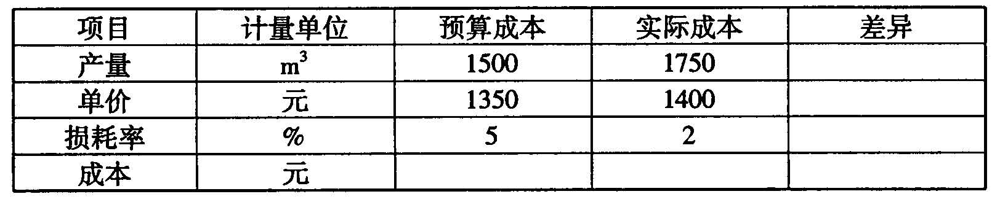 项目 计量单位 预算成本 实际成本 差异
产量 m³ 1500 1750
单价 元 1350 1400
损耗率 % 5 2
成本 元